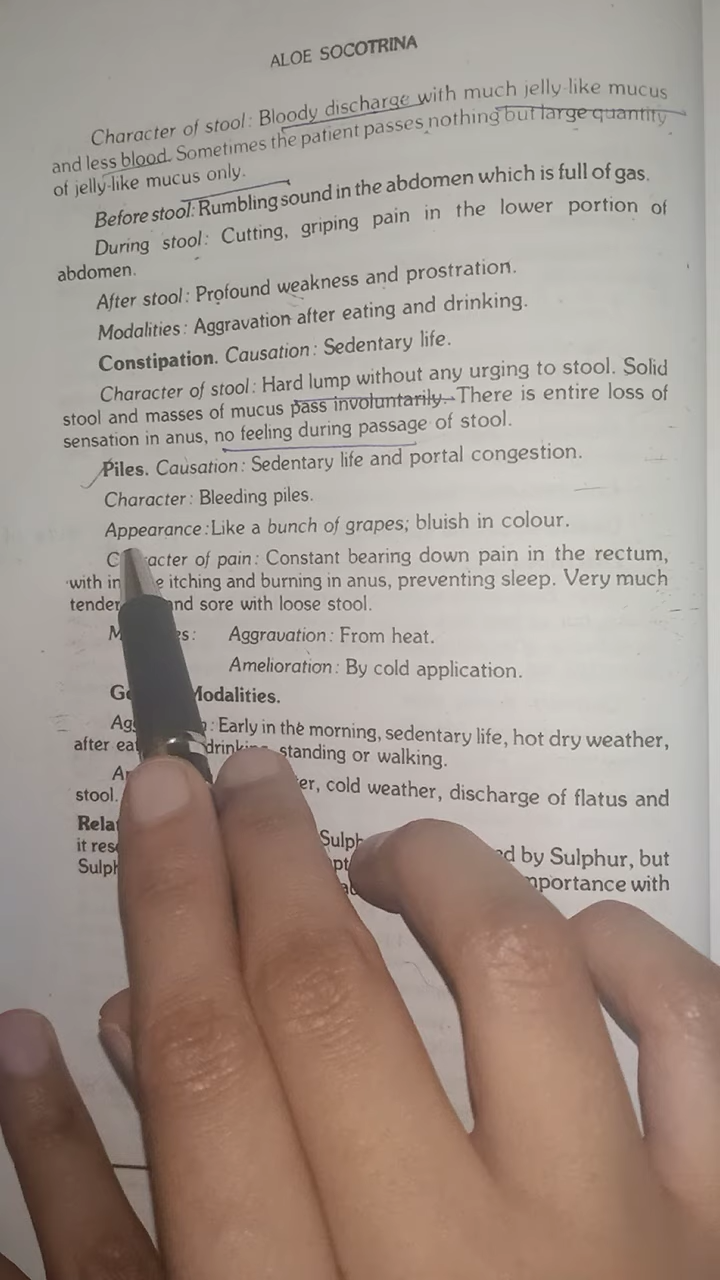 ALOE SOCOTRINA
Character of stool: Bloody discharge with much jelly-like mucus
and less blood. Sometimes the patient passes nothing but large quantity
of jelly-like mucus only.
Before stool: Rumbling sound in the abdomen which is full of gas.
During stool: Cutting, griping pain in the lower portion of
abdomen.
After stool: Profound weakness and prostration.
Modalities: Aggravation after eating and drinking.
Constipation. Causation: Sedentary life.
Character of stool: Hard lump without any urging to stool. Solid
stool and masses of mucus pass involuntarily. There is entire loss of
sensation in anus, no feeling during passage of stool.
Piles. Causation: Sedentary life and portal congestion.
Character: Bleeding piles.
Appearance: Like a bunch of grapes; bluish in colour.
of pain: Constant bearing down pain in the rectum,
with itching and burning in anus, preventing sleep. Very much
tender and sore with loose stool.
Aggravation: From heat.
Amelioration: By cold application.
Modalities.
: Early in the morning, sedentary life, hot dry weather,
after standing or walking.
cold weather, discharge of flatus and
stool.
by Sulphur, but
it
with